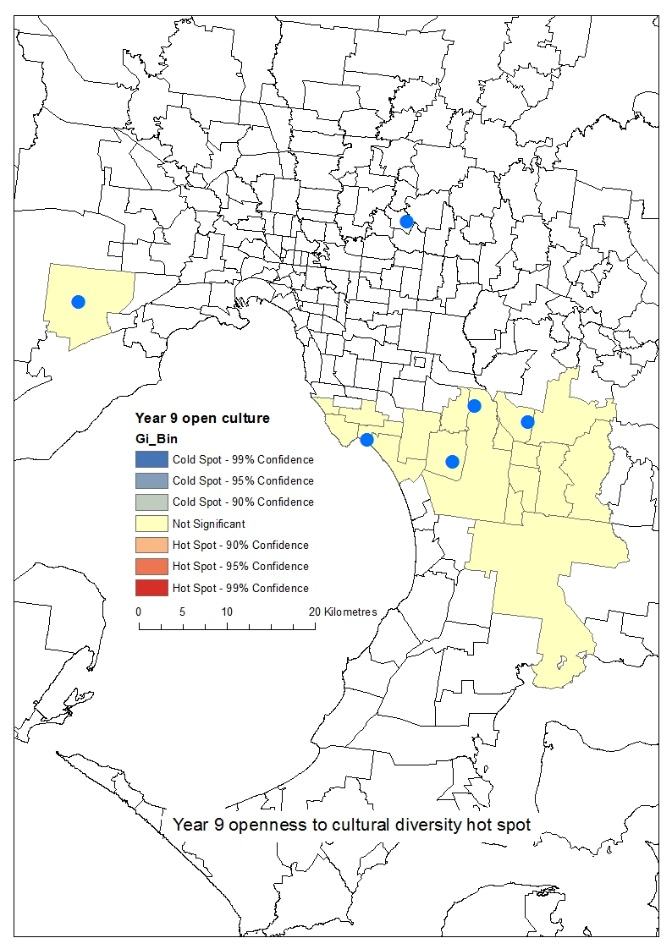 Year 9 open culture
Gi_Bin
Cold Spot - 99% Confidence
Cold Spot - 95% Confidence
Cold Spot - 90% Confidence
Not Significant
Hot Spot - 90% Confidence
Hot Spot - 95% Confidence
Hot Spot - 99% Confidence
0 5 10 20 Kilometres
Year 9 openness to cultural diversity hot spot